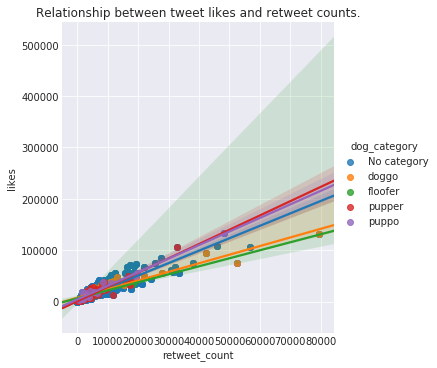 Relationship between tweet likes and retweet counts.
500000
400000
300000
200000
100000
0
likes
0 10000 20000 30000 40000 50000 60000 70000 80000
retweet_count
dog_category
No category
doggo
floofer
pupper
puppo